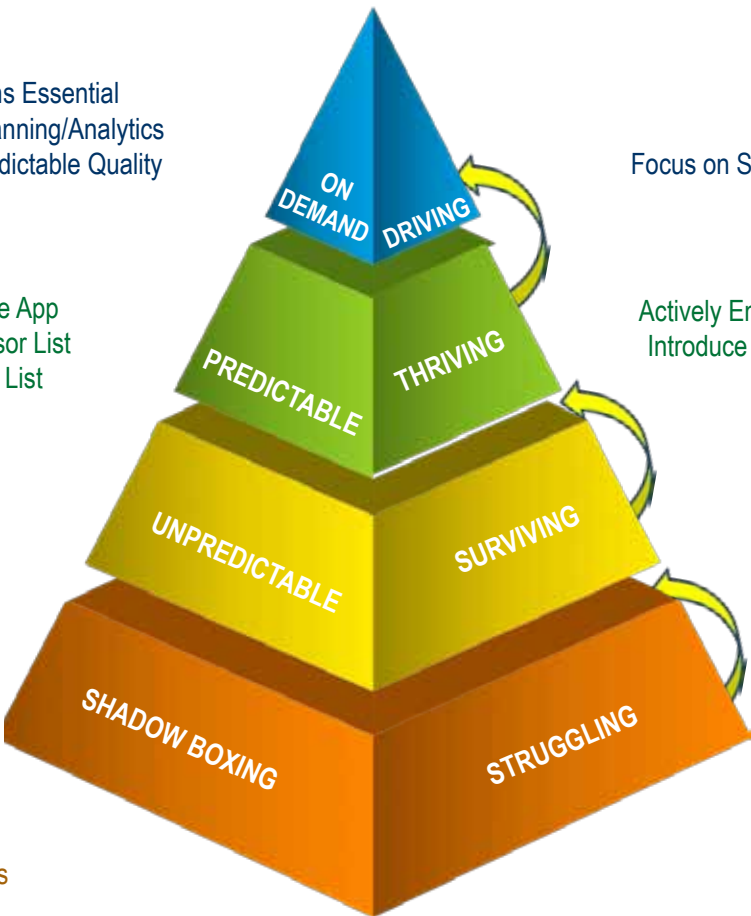 ns Essential
anning/Analytics
dictable Quality
Focus on S
ON
DEMAND
DRIVING
e App
sor List
List
Actively En
Introduce
PREDICTABLE
THRIVING
UNPREDICTABLE
SURVIVING
SHADOW BOXING
STRUGGLING
s